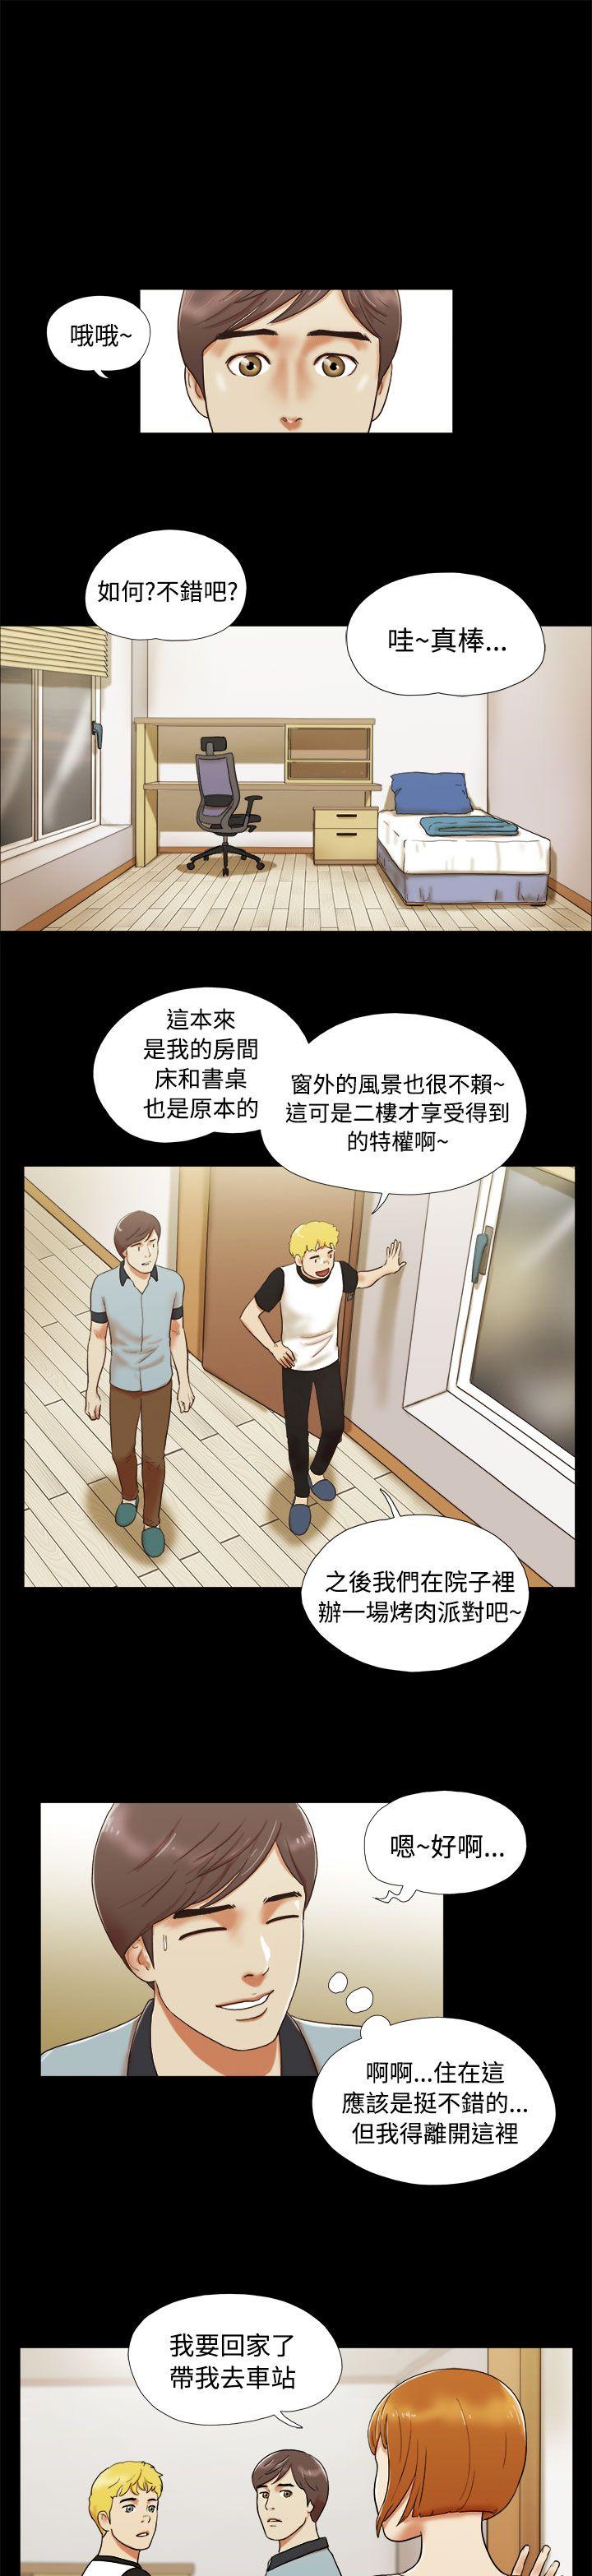 哦哦~
如何?不錯吧?
哇~真棒...
這本來
是我的房間
床和書桌
也是原本的
窗外的風景也很不賴~
這可是二樓才享受得到
的特權啊~
之後我們在院子裡
辦一場烤肉派對吧~
嗯~好啊...
啊啊...住在這
應該是挺不錯的...
但我得離開這裡
我要回家了
帶我去車站